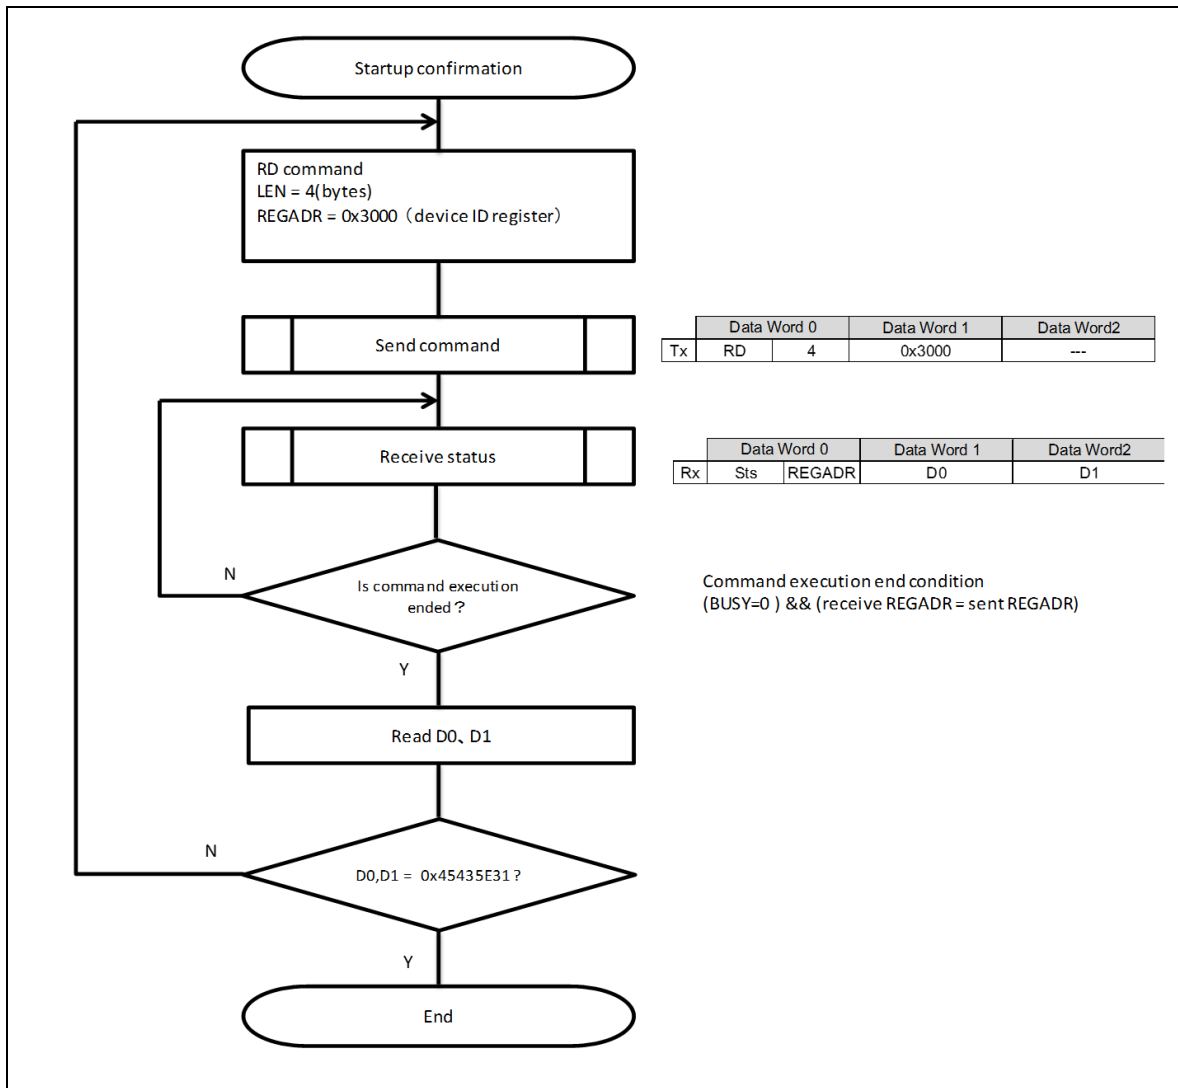 Startup confirmation
RD command
LEN = 4(bytes)
REGADR = 0x3000（device ID register）
Send command
Data Word 0 Data Word 1 Data Word2
Tx RD 4 0x3000 ---
Receive status
Data Word 0 Data Word 1 Data Word2
Rx Sts REGADR D0 D1
N
Is command execution
ended？
Command execution end condition
(BUSY=0 ) && (receive REGADR = sent REGADR)
Y
Read D0、D1
N
D0,D1 = 0x45435E31？
Y
End